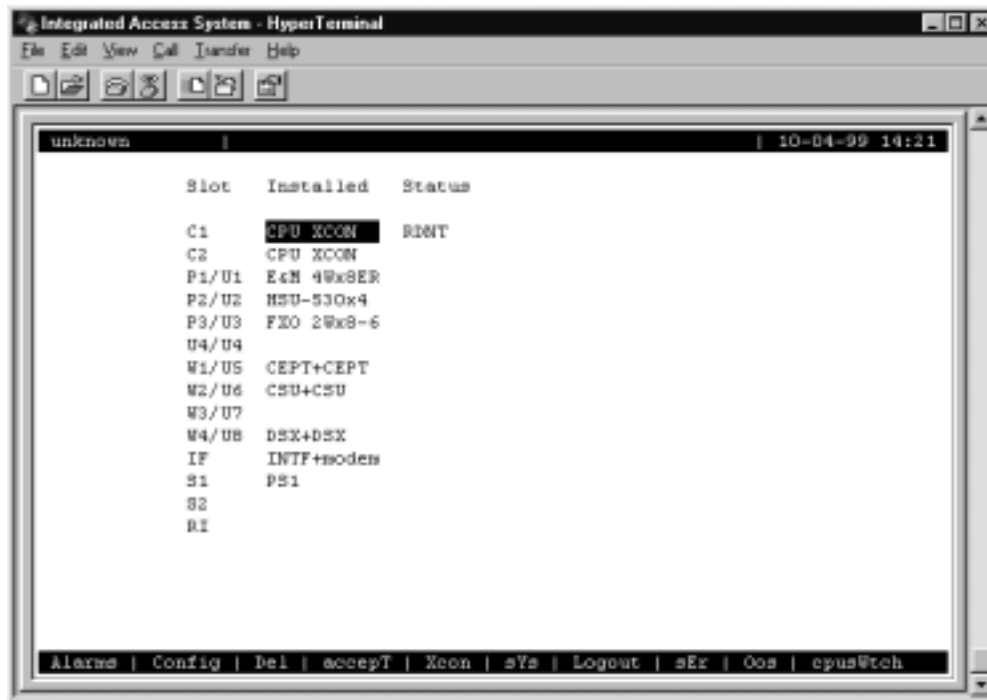 Integrated Access System - HyperTerminal
File Edit View Call Transfer Help
unknown | | 10-04-99 14:21
Slot Installed Status
C1 CPU XCON RDNT
C2 CPU XCON
P1/U1 E&M 4Wx8ER
P2/U2 HSU-530x4
P3/U3 FXO 2Wx8-6
U4/U4
W1/U5 CEPT+CEPT
W2/U6 CSU+CSU
W3/U7
W4/U8 DSX+DSX
IF INTF+modem
S1 PS1
S2
RI
Alarms | Config | Del | accepT | Xcon | sYs | Logout | sEr | Oos | cpusWtch